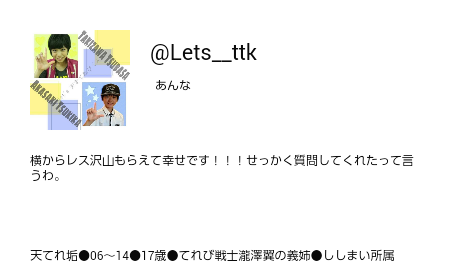 TAKIZAWA TSUBASA
AKASAKI TSUKIKA
@Lets__ttk
あんな
横からレス沢山もらえて幸せです！！！せっかく質問してくれたって言
うわ。
天てれ垢●06〜14●17歳●てれび戦士瀧澤翼の義姉●ししまい所属